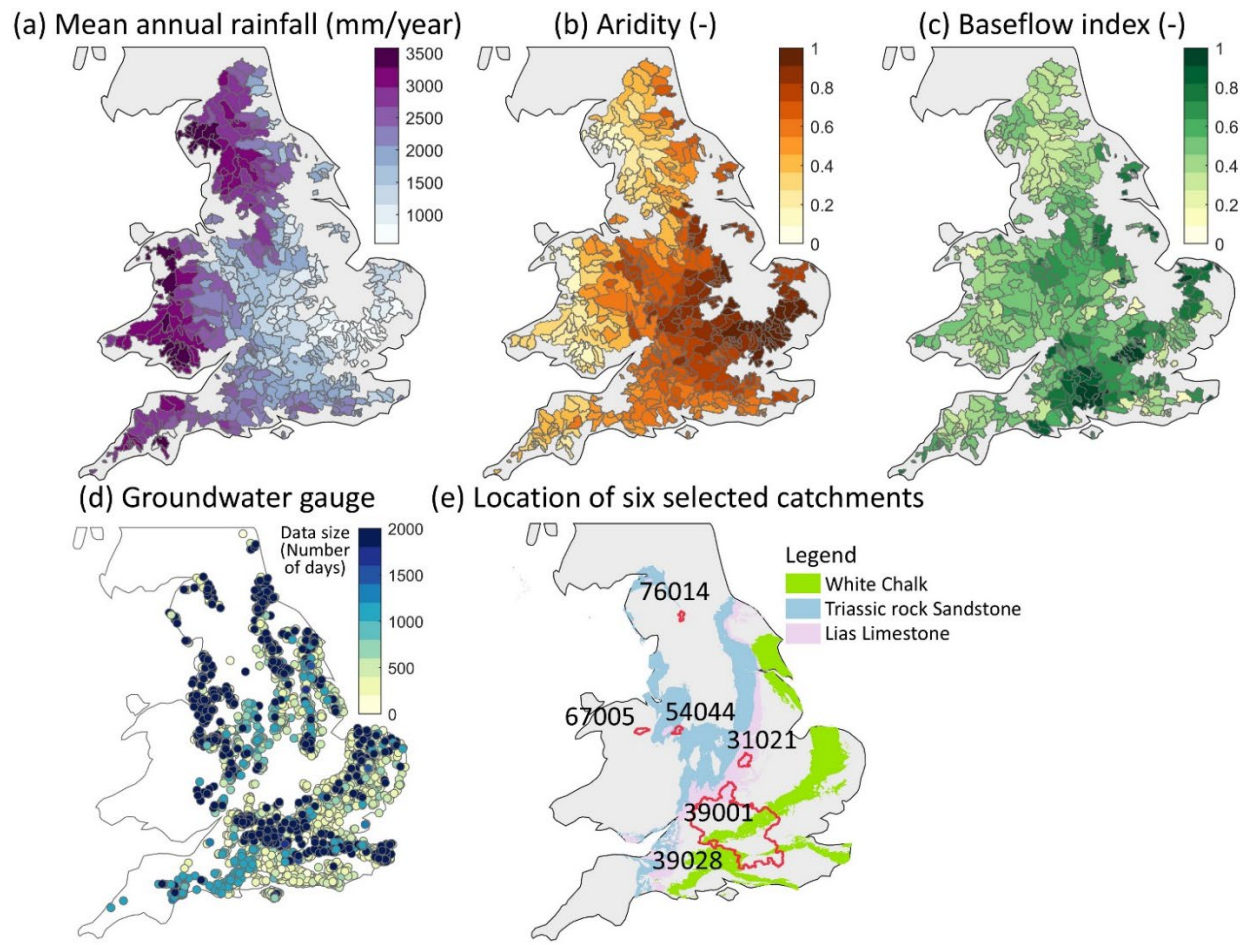 (a) Mean annual rainfall (mm/year)
3500
3000
2500
2000
1500
1000
(b) Aridity (-)
1
0.8
0.6
0.4
0.2
0
(c) Baseflow index (-)
1
0.8
0.6
0.4
0.2
0
(d) Groundwater gauge
Data size
(Number
of days)
2000
1500
1000
500
0
(e) Location of six selected catchments
Legend
White Chalk
Triassic rock Sandstone
Lias Limestone
76014
67005
54044
31021
39001
39028